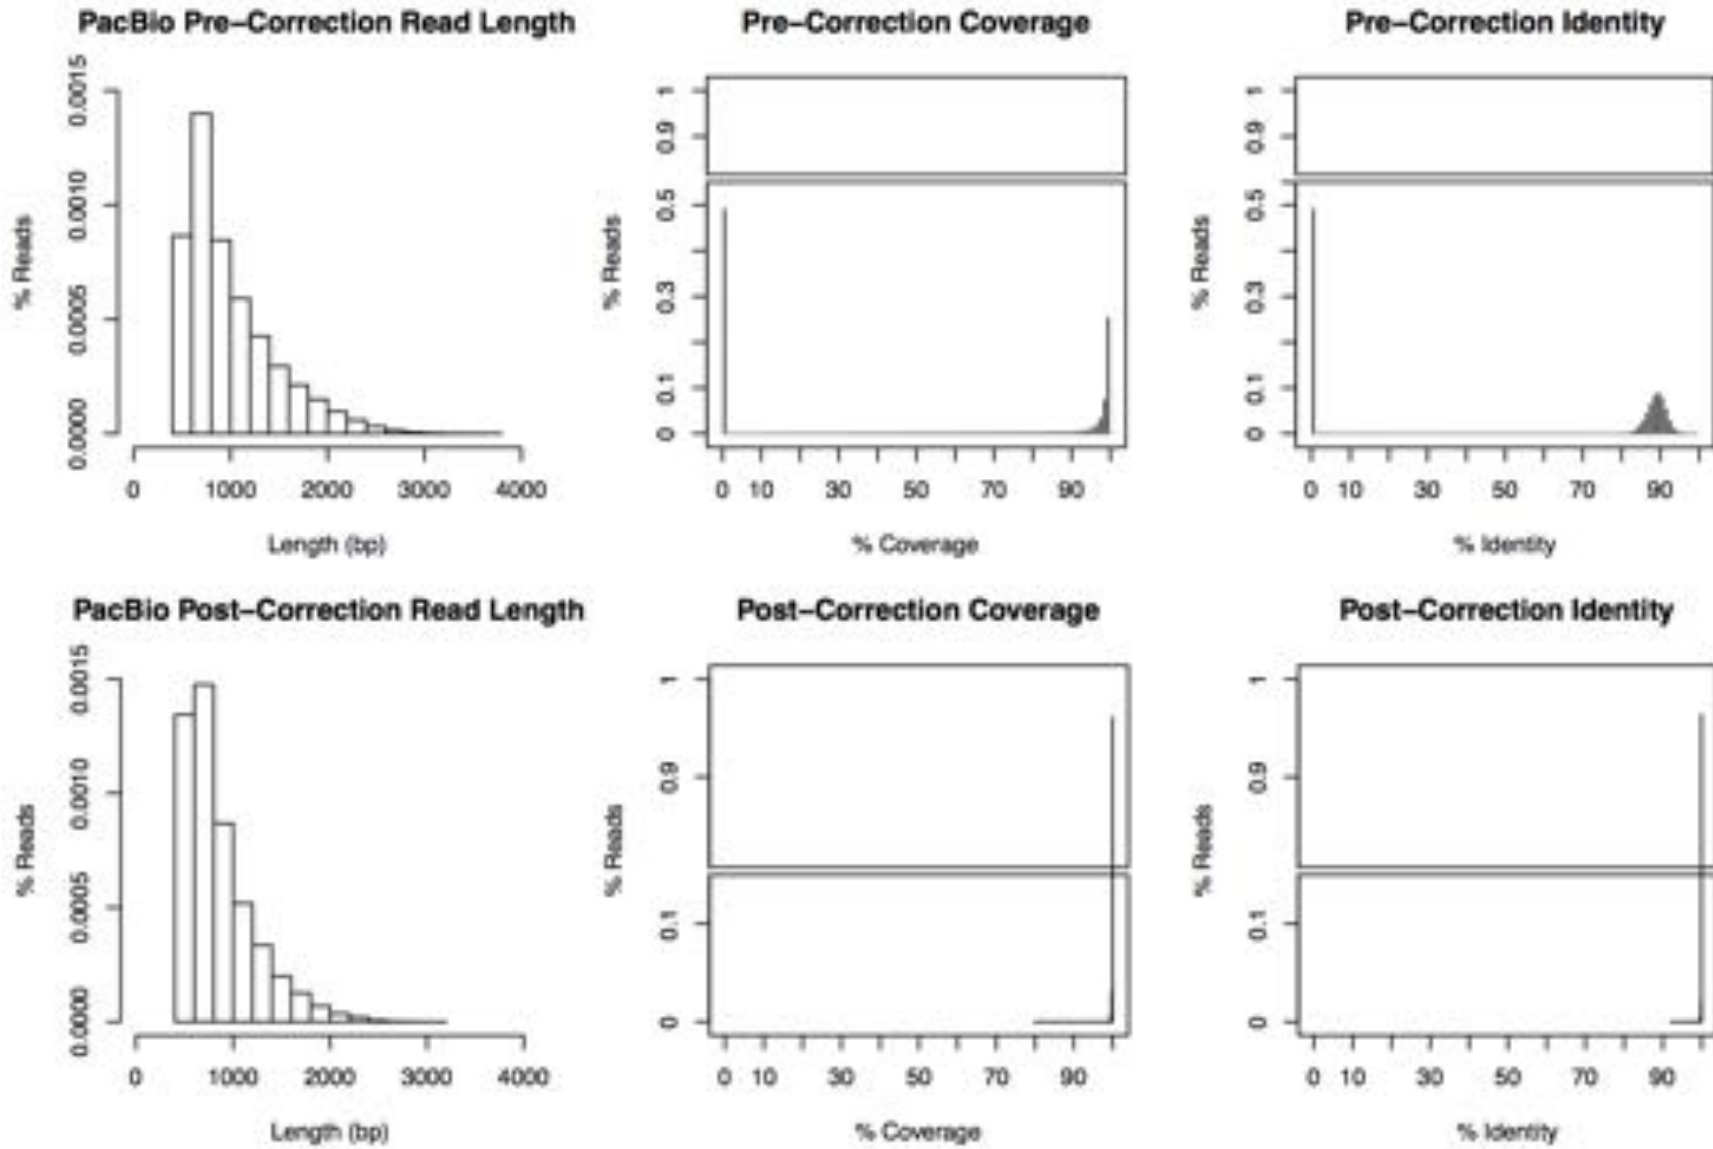 PacBio Pre–Correction Read Length
% Reads
0.0000 0.0005 0.0010 0.0015
0 1000 2000 3000 4000
Length (bp)
Pre–Correction Coverage
% Reads
0 0.1 0.3 0.5 0.9 1
0 10 30 50 70 90
% Coverage
Pre–Correction Identity
% Reads
0 0.1 0.3 0.5 0.9 1
0 10 30 50 70 90
% Identity
PacBio Post–Correction Read Length
% Reads
0.0000 0.0005 0.0010 0.0015
0 1000 2000 3000 4000
Length (bp)
Post–Correction Coverage
% Reads
0 0.1 0.9 1
0 10 30 50 70 90
% Coverage
Post–Correction Identity
% Reads
0 0.1 0.9 1
0 10 30 50 70 90
% Identity